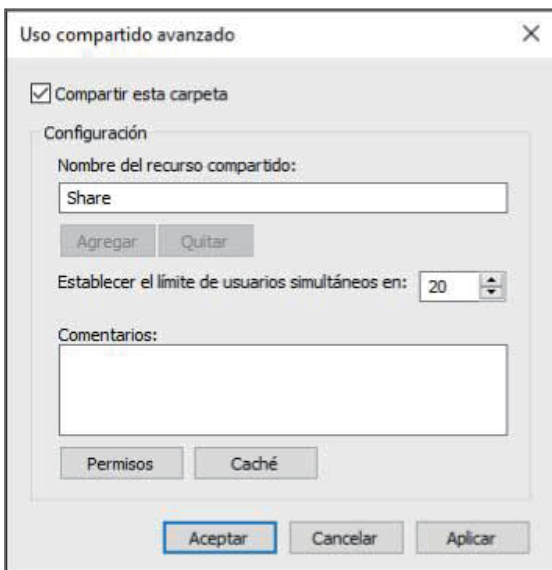 Uso compartido avanzado
Compartir esta carpeta
Configuración
Nombre del recurso compartido:
Share
Agregar Quitar
Establecer el límite de usuarios simultáneos en: 20
Comentarios:
Permisos Caché
Aceptar Cancelar Aplicar